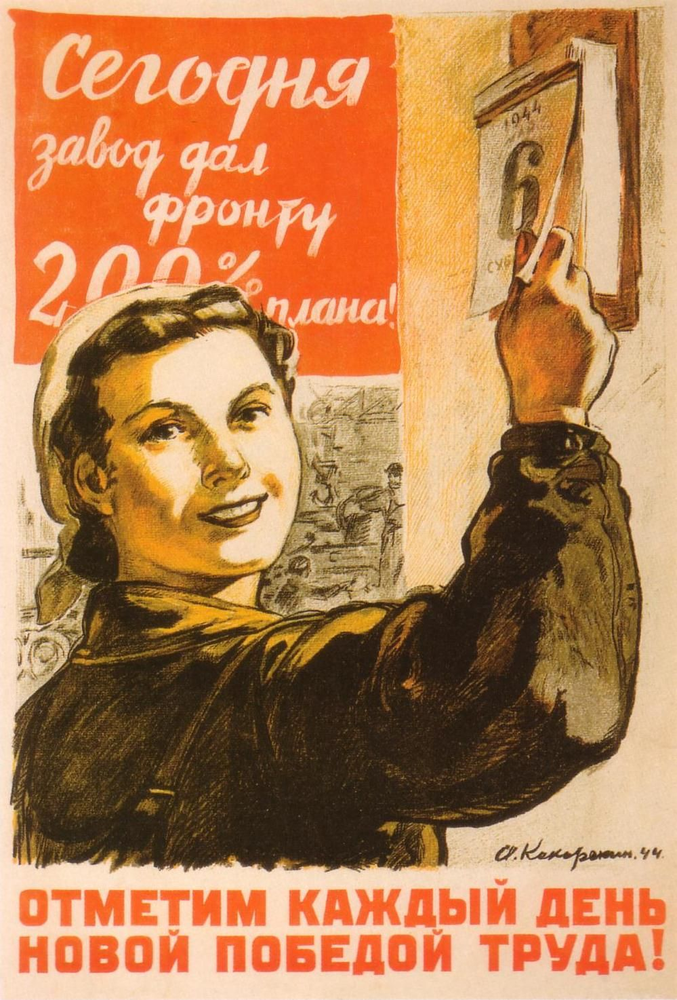 Сегодня
завод дал
фронту
200%
плана!
1944
6
А. Кокорекин. 44
ОТМЕТИМ КАЖДЫЙ ДЕНЬ
НОВОЙ ПОБЕДОЙ ТРУДА!